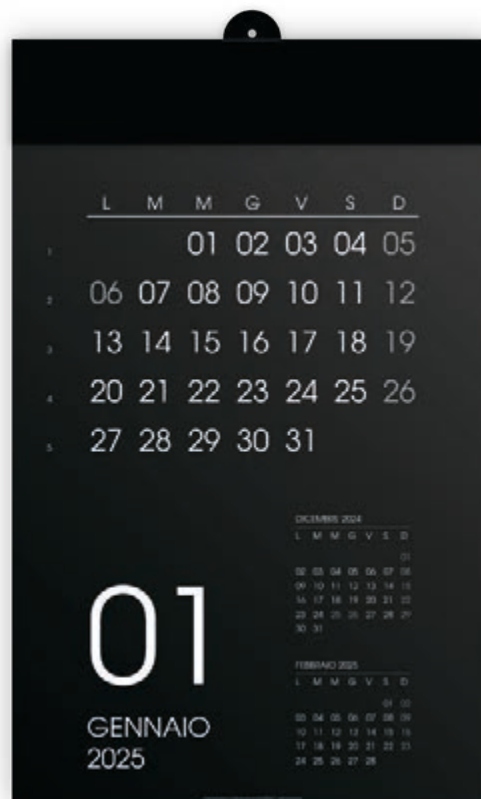 L M M G V S D
1 01 02 03 04 05
2 06 07 08 09 10 11 12
3 13 14 15 16 17 18 19
4 20 21 22 23 24 25 26
5 27 28 29 30 31
DICEMBRE 2024
L M M G V S D
01
02 03 04 05 06 07 08
09 10 11 12 13 14 15
16 17 18 19 20 21 22
23 24 25 26 27 28 29
30 31
01
GENNAIO
2025
FEBBRAIO 2025
L M M G V S D
01 02
03 04 05 06 07 08 09
10 11 12 13 14 15 16
17 18 19 20 21 22 23
24 25 26 27 28